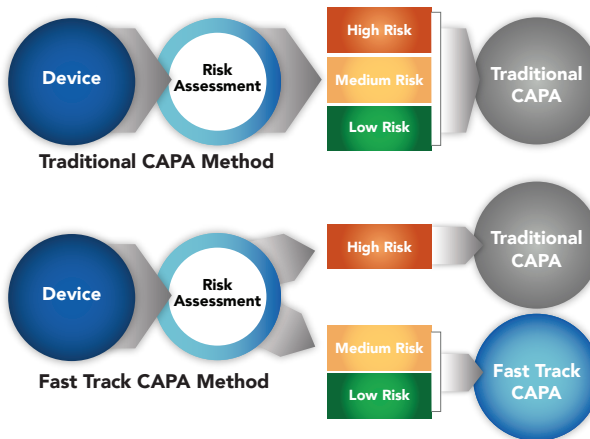 High Risk
Device
Risk
Assessment
Medium Risk
Traditional
CAPA
Low Risk
Traditional CAPA Method
High Risk
Traditional
CAPA
Device
Risk
Assessment
Medium Risk
Fast Track
CAPA
Low Risk
Fast Track CAPA Method